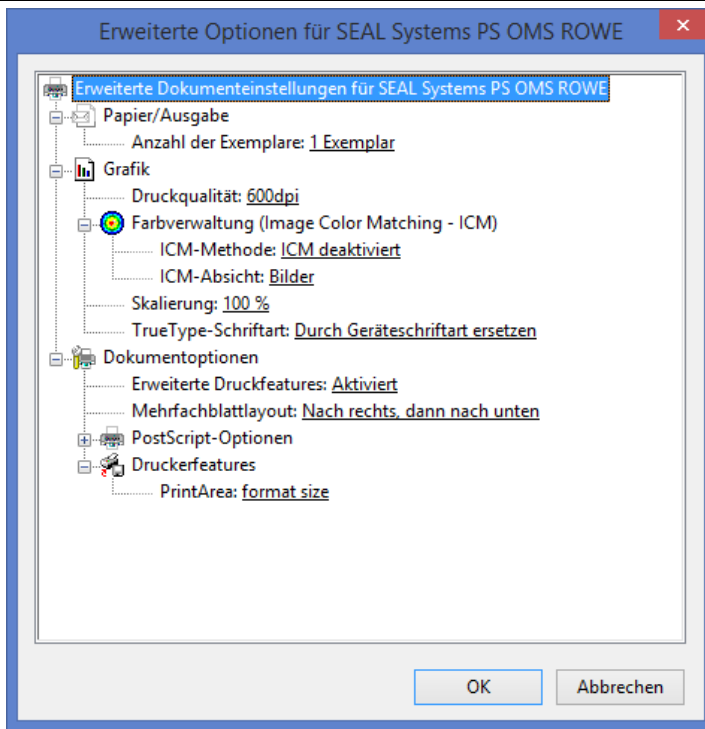 Erweiterte Optionen für SEAL Systems PS OMS ROWE
Erweiterte Dokumenteinstellungen für SEAL Systems PS OMS ROWE
Papier/Ausgabe
Anzahl der Exemplare: 1 Exemplar
Grafik
Druckqualität: 600dpi
Farbverwaltung (Image Color Matching - ICM)
ICM-Methode: ICM deaktiviert
ICM-Absicht: Bilder
Skalierung: 100 %
TrueType-Schriftart: Durch Geräteschriftart ersetzen
Dokumentoptionen
Erweiterte Druckfeatures: Aktiviert
Mehrfachblattlayout: Nach rechts, dann nach unten
PostScript-Optionen
Druckerfeatures
PrintArea: format size
OK Abbrechen